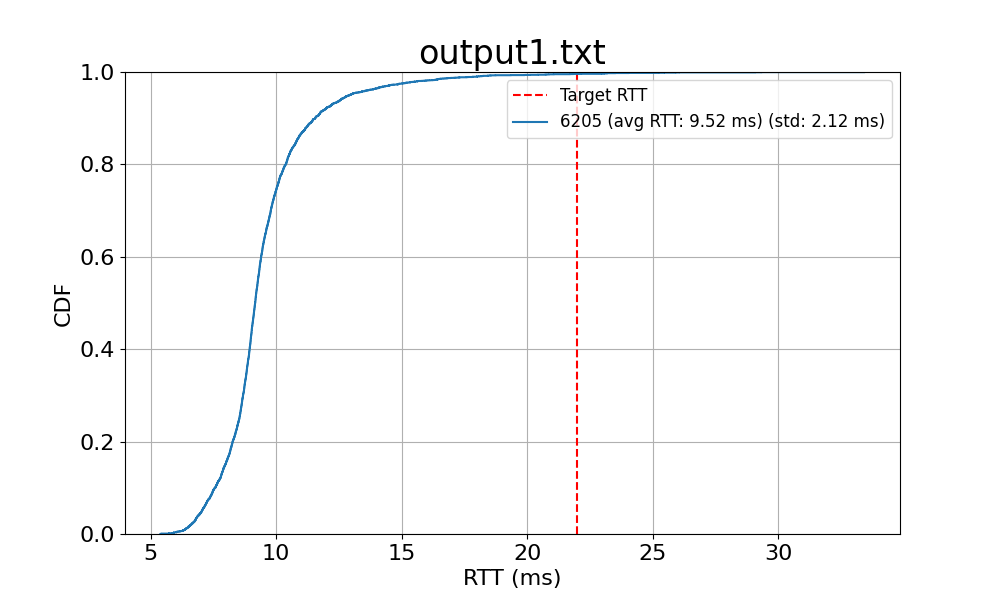 output1.txt
1.0
0.8
0.6
0.4
0.2
0.0
CDF
Target RTT
6205 (avg RTT: 9.52 ms) (std: 2.12 ms)
5 10 15 20 25 30
RTT (ms)